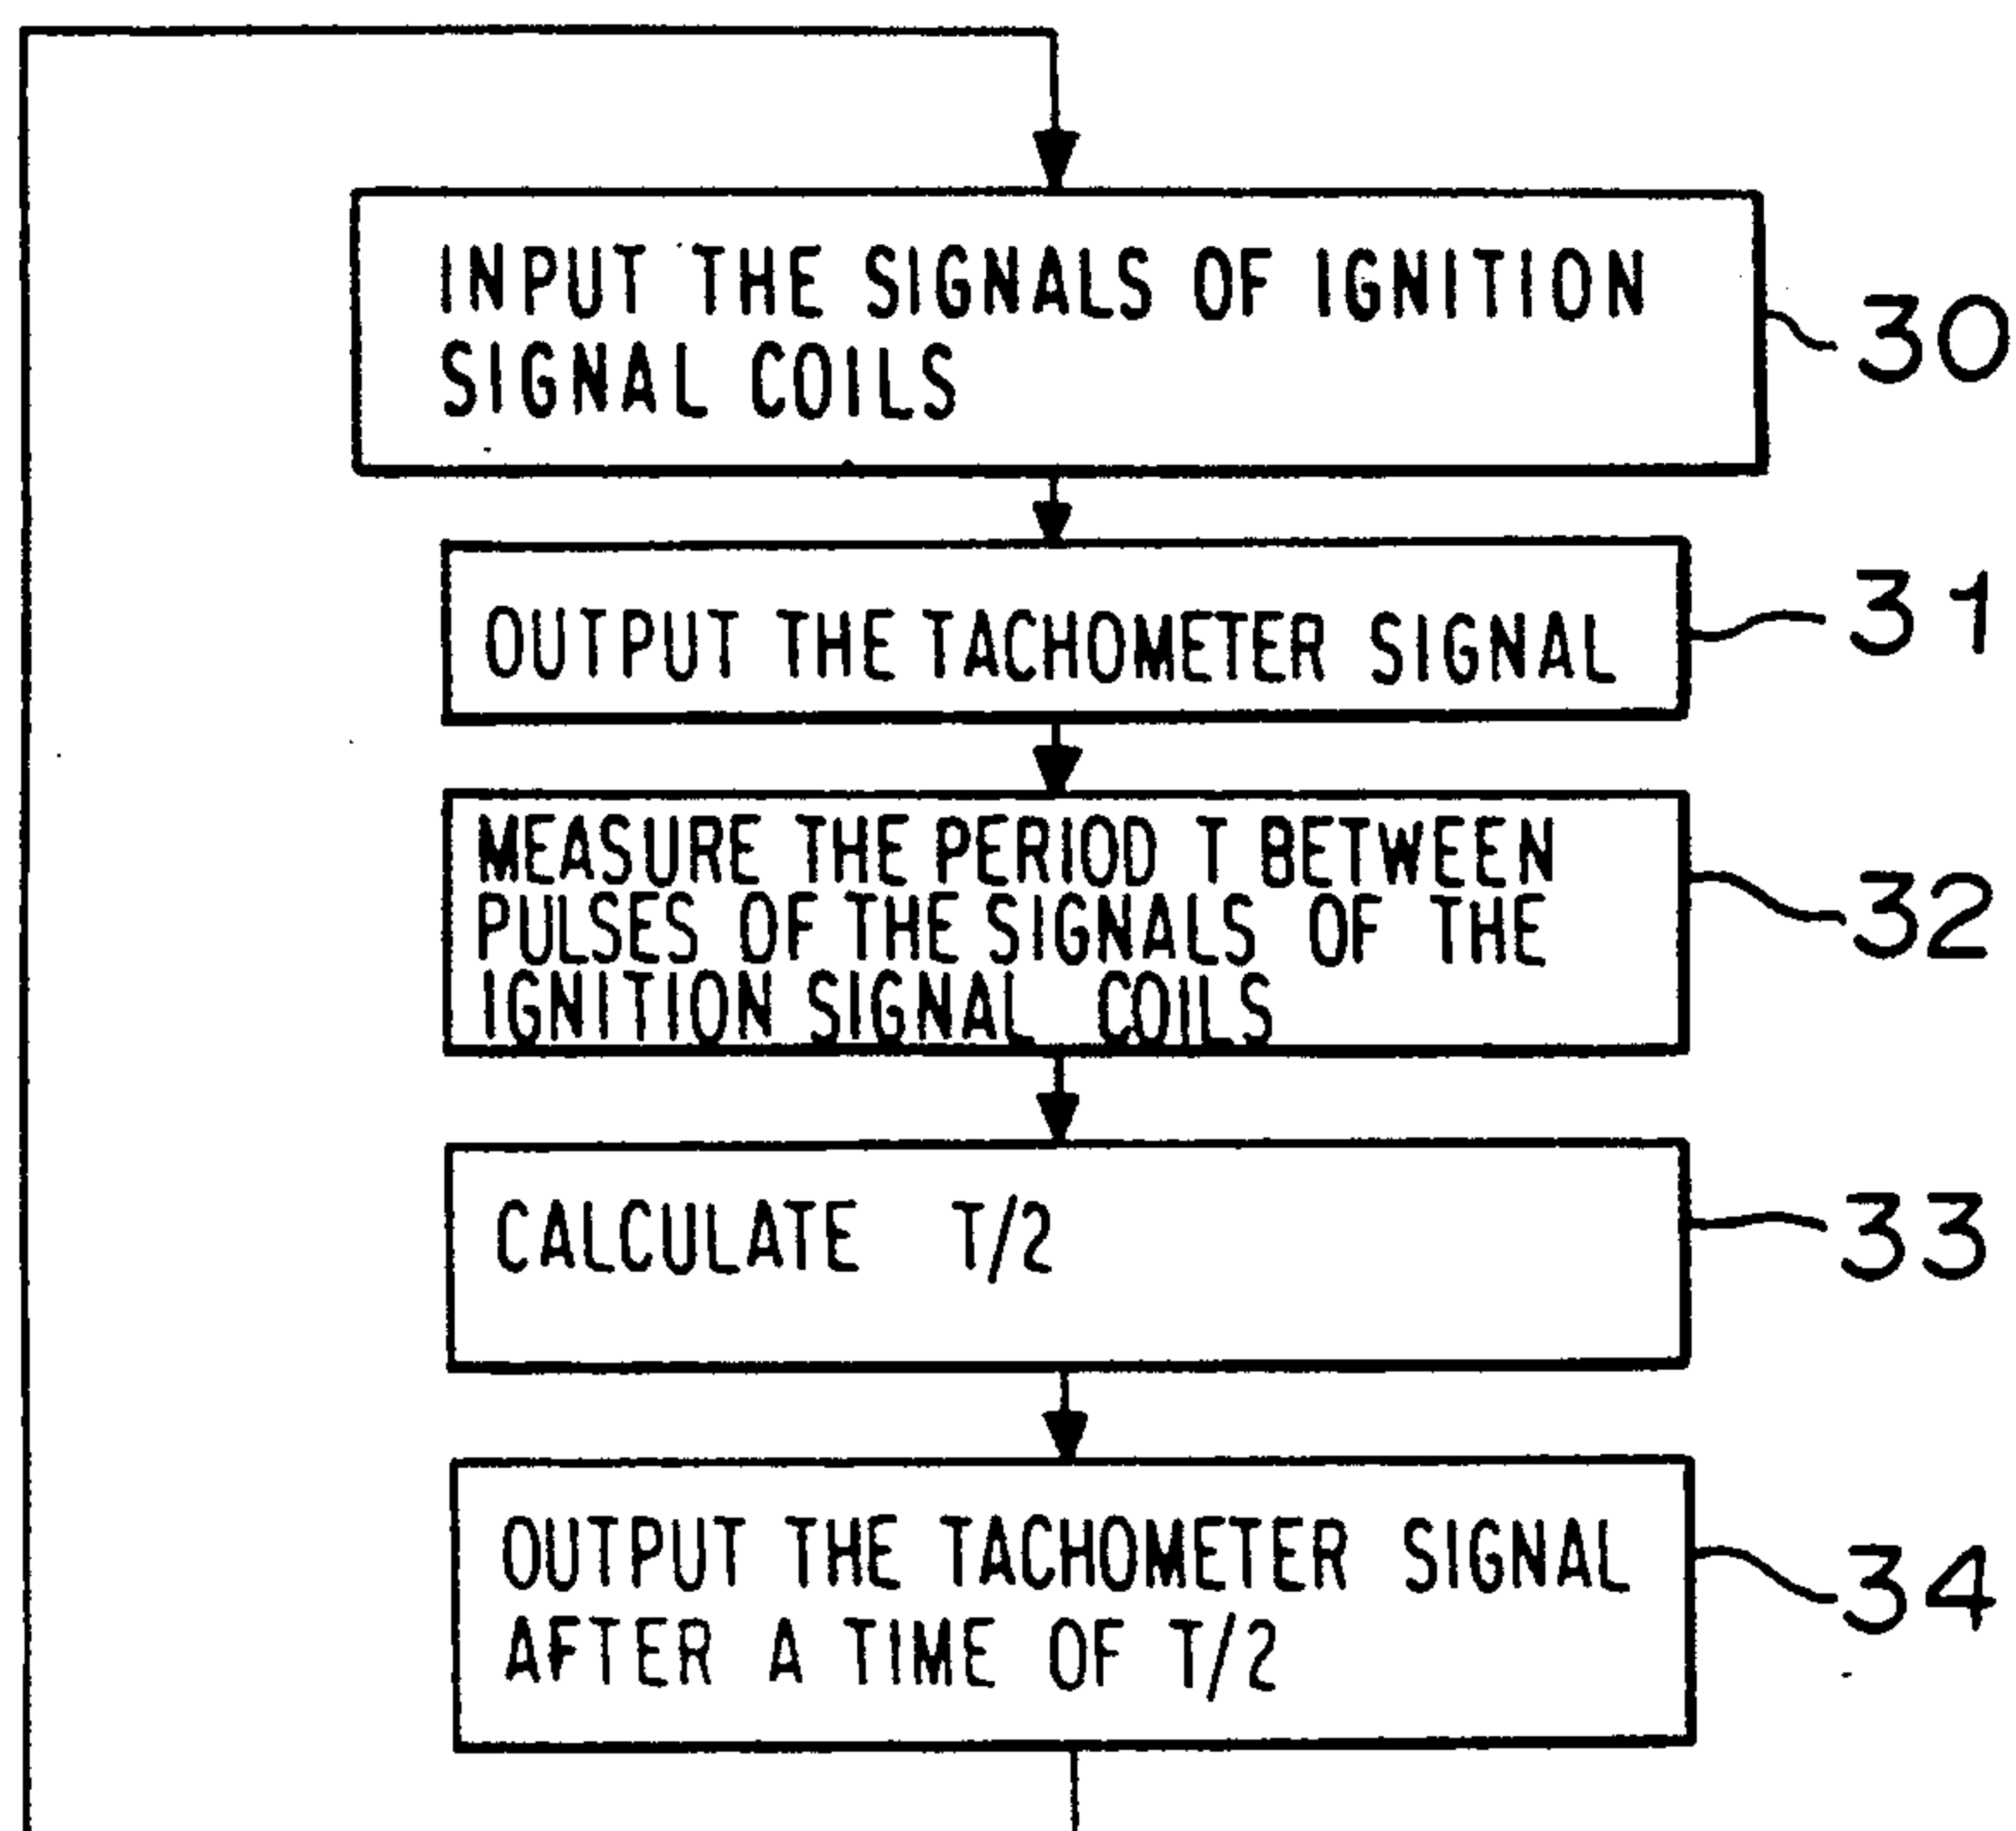 INPUT THE SIGNALS OF IGNITION
SIGNAL COILS
30
OUTPUT THE TACHOMETER SIGNAL
31
MEASURE THE PERIOD T BETWEEN
PULSES OF THE SIGNALS OF THE
IGNITION SIGNAL COILS
32
CALCULATE T/2
33
OUTPUT THE TACHOMETER SIGNAL
AFTER A TIME OF T/2
34